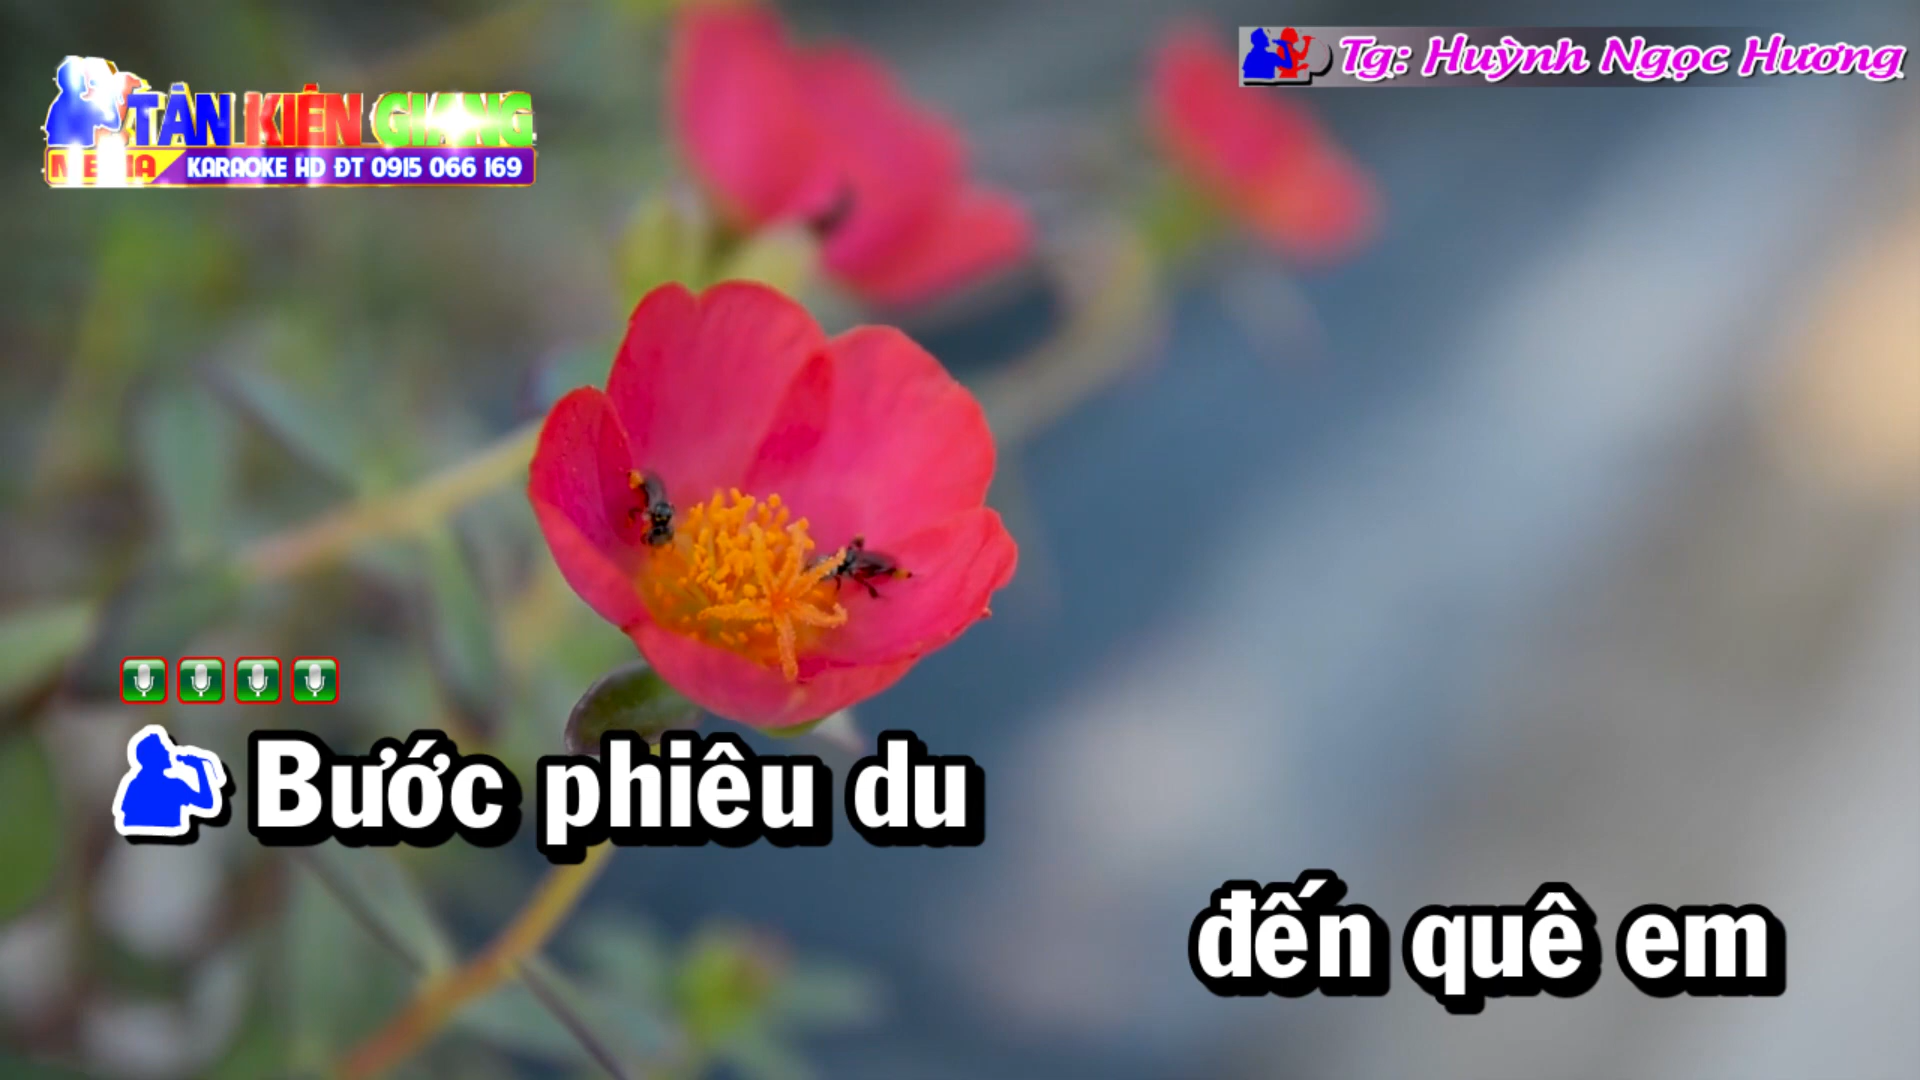 Tg: Huỳnh Ngọc Hương
TÂN KIÊN GIANG
MEDIA KARAOKE HD ĐT 0915 066 169
Bước phiêu du
đến quê em